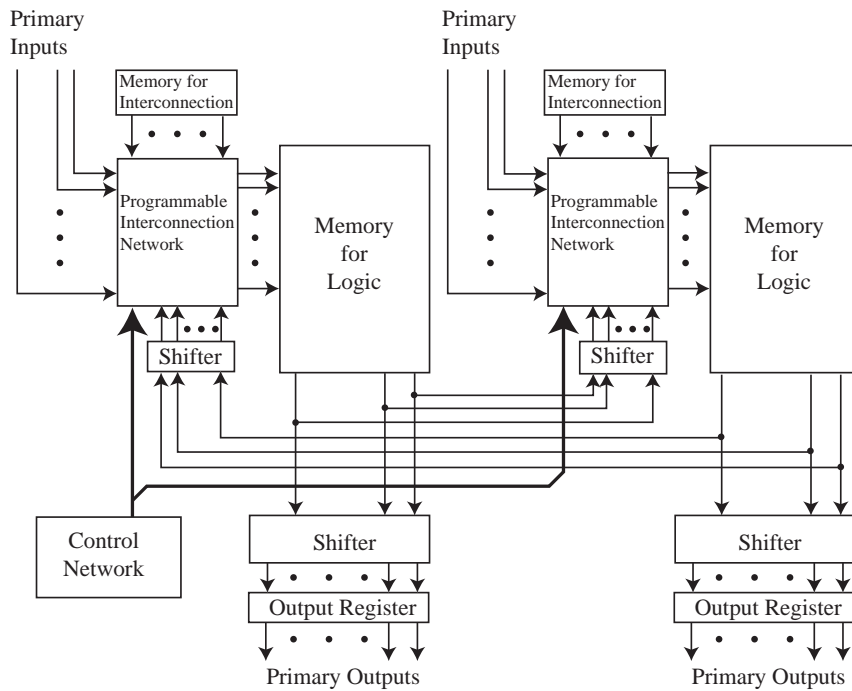 Primary
Inputs
Memory for
Interconnection
Programmable
Interconnection
Network
Memory
for
Logic
Shifter
Control
Network
Shifter
Output Register
Primary Outputs
Primary
Inputs
Memory for
Interconnection
Programmable
Interconnection
Network
Memory
for
Logic
Shifter
Shifter
Output Register
Primary Outputs